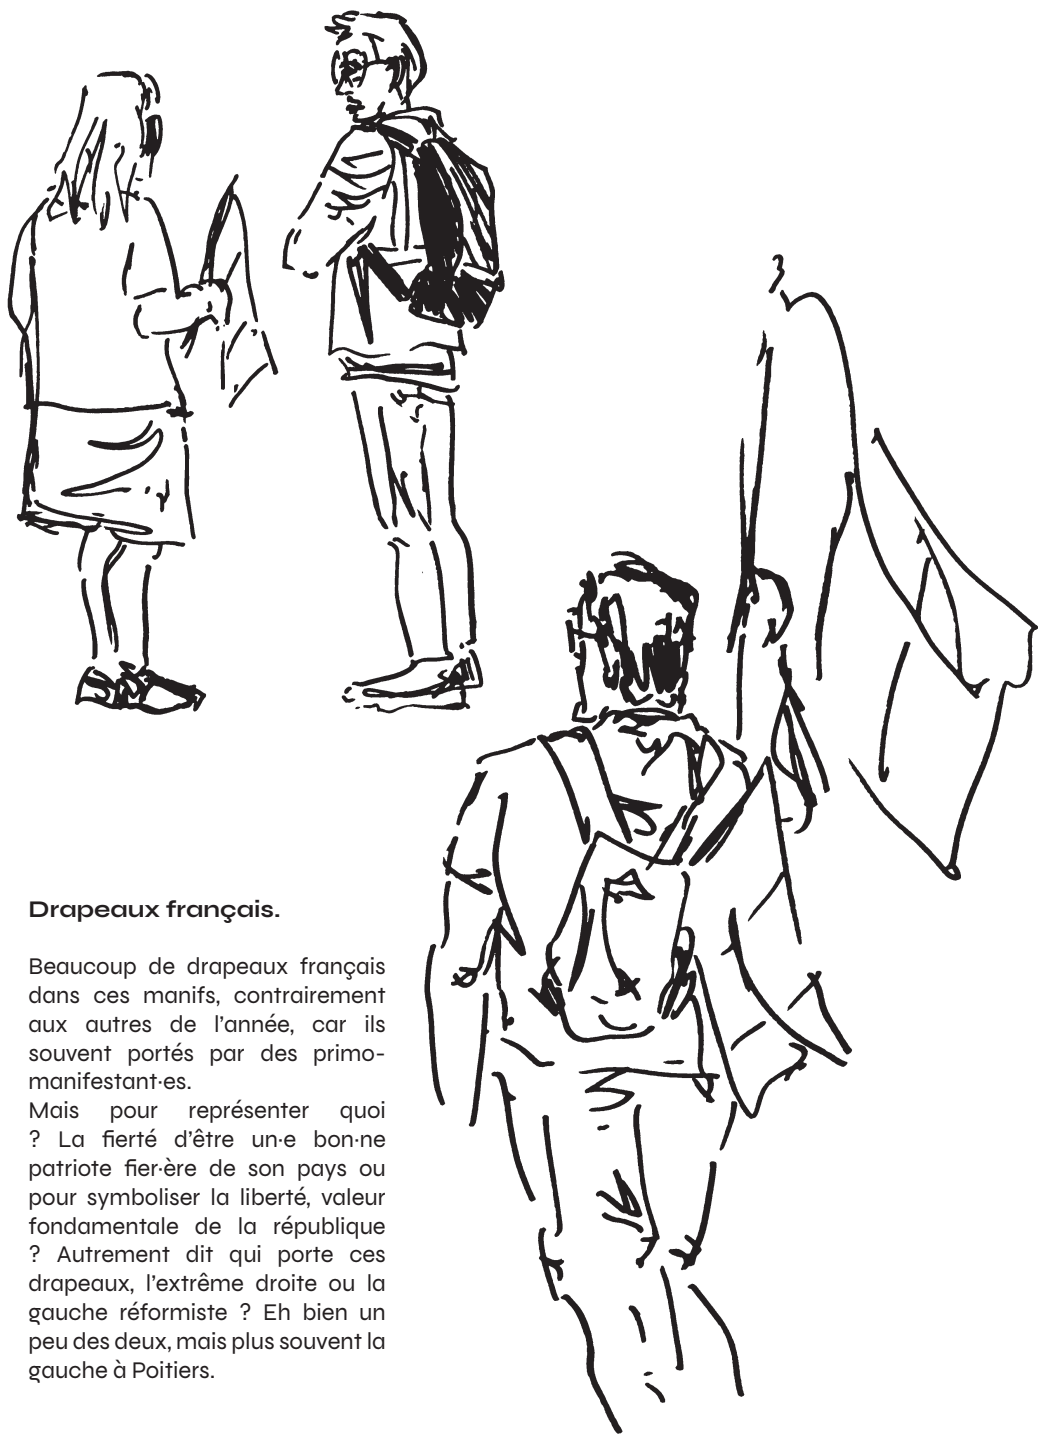 Drapeaux français.
Beaucoup de drapeaux français
dans ces manifs, contrairement
aux autres de l’année, car ils
souvent portés par des primo-
manifestant·es.
Mais pour représenter quoi
? La fierté d’être un·e bon·ne
patriote fier·ère de son pays ou
pour symboliser la liberté, valeur
fondamentale de la république
? Autrement dit qui porte ces
drapeaux, l’extrême droite ou la
gauche réformiste ? Eh bien un
peu des deux, mais plus souvent la
gauche à Poitiers.